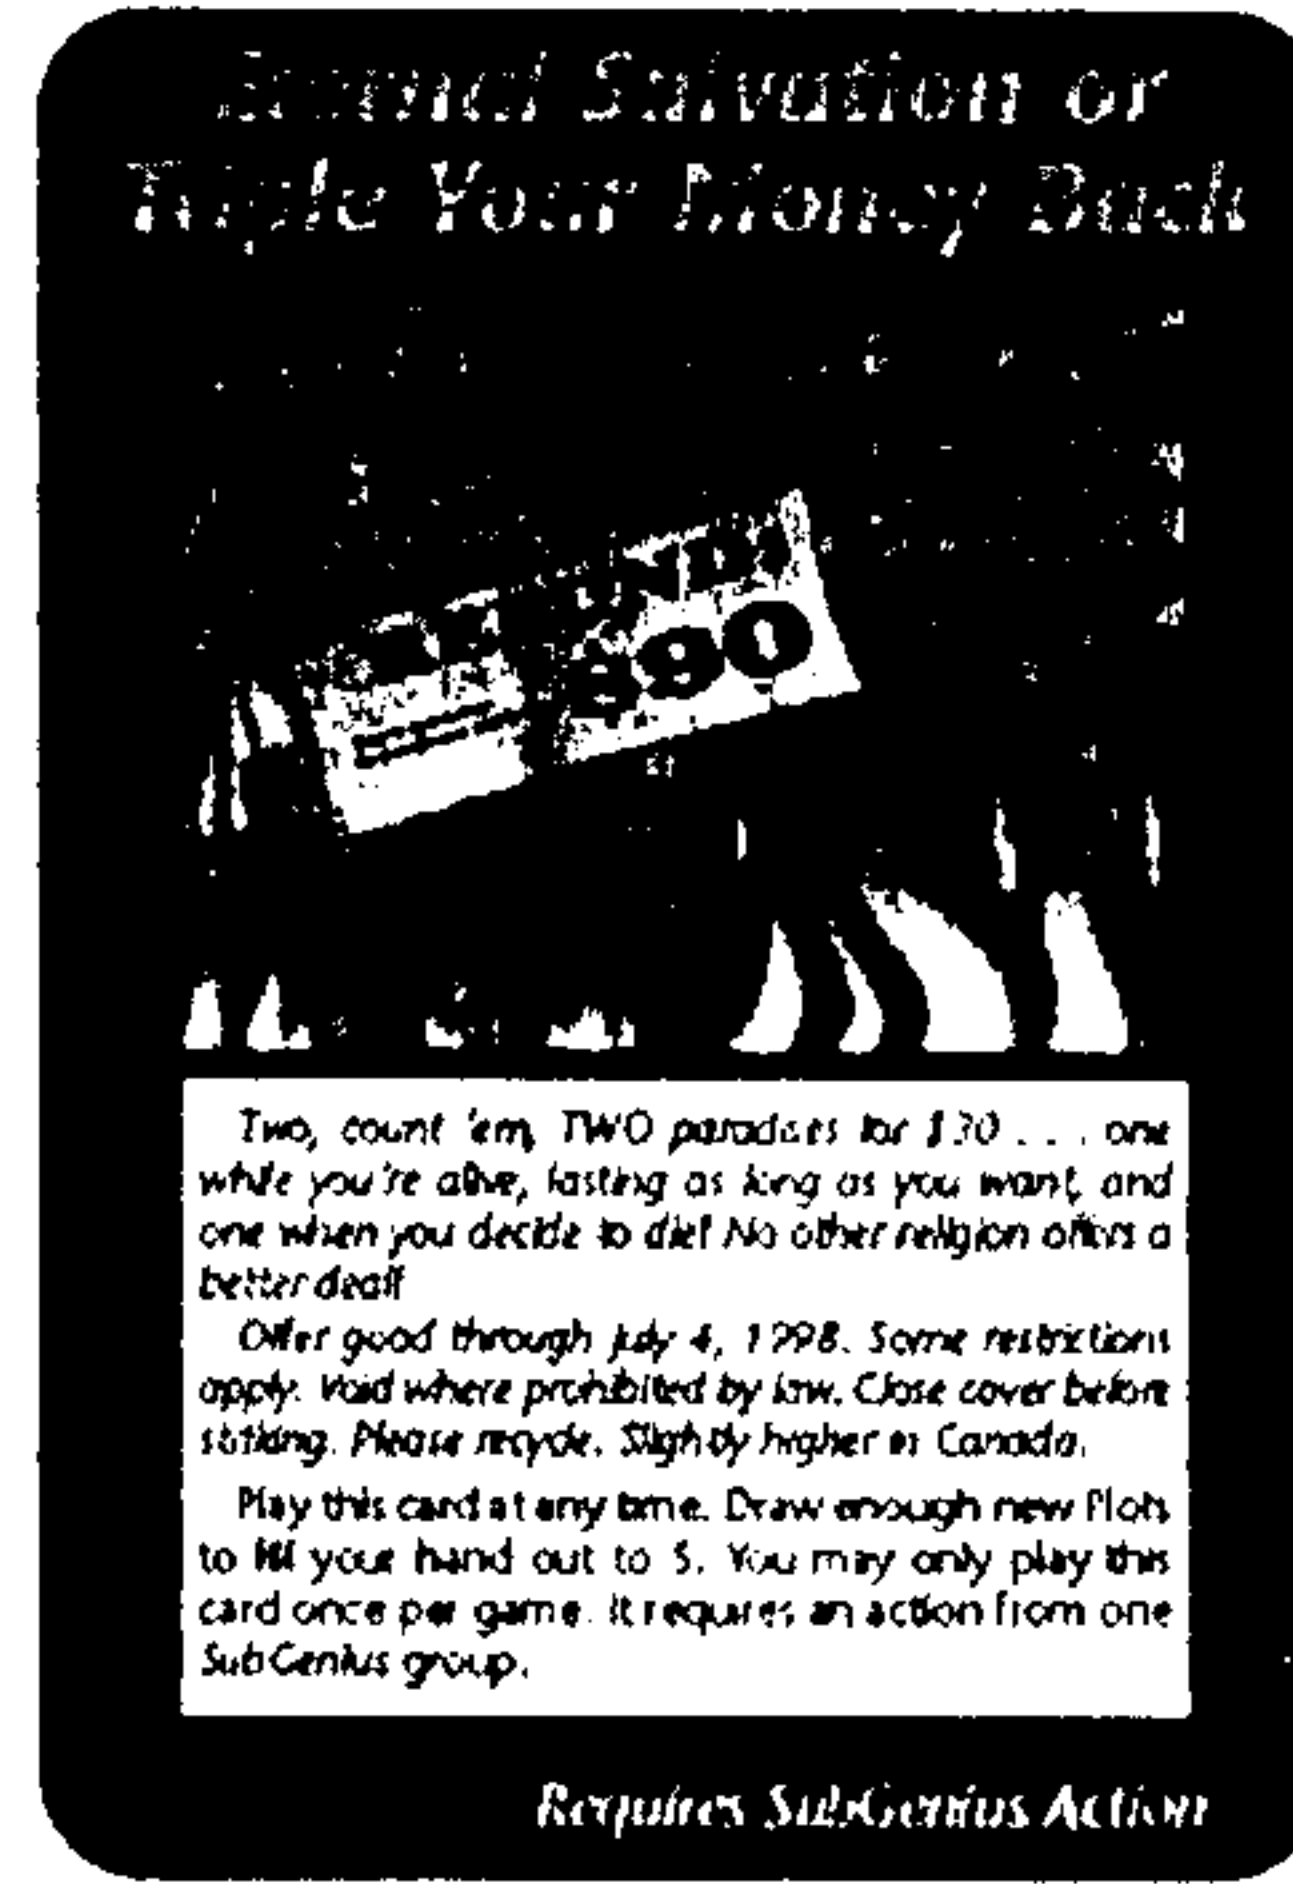 Eternal Salvation or
Triple Your Money Back
Two, count 'em, TWO paradises for $30 . . . one
while you're alive, lasting as long as you want, and
one when you decide to die! No other religion offers a
better deal!
Offer good through July 4, 1998. Some restrictions
apply. Void where prohibited by law. Close cover before
striking. Please recycle. Slightly higher in Canada.
Play this card at any time. Draw enough new Plots
to fill your hand out to 5. You may only play this
card once per game. It requires an action from one
SubGenius group.
Requires SubGenius Action